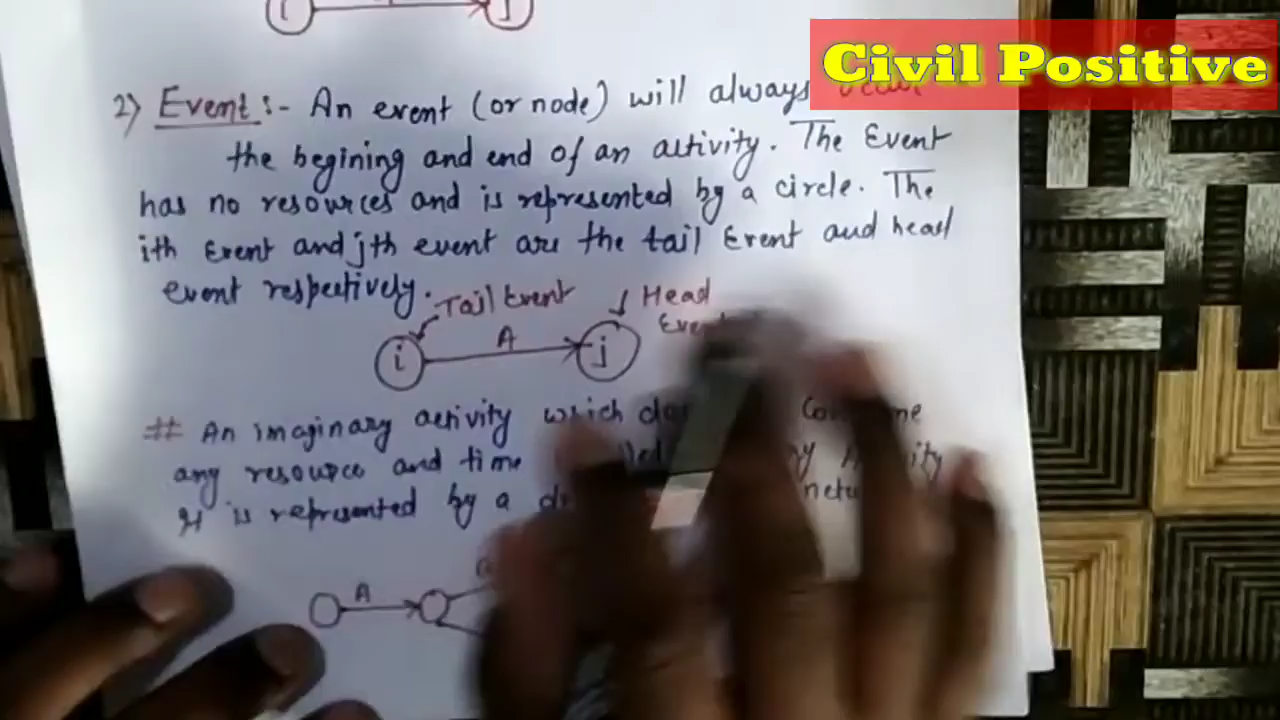 i j
Civil Positive
2) Event :- An event (or node) will always
the begining and end of an activity. The Event
has no resources and is represented by a circle. The
ith Event and jth event are the tail Event and head
event respectively.
Tail Event Head
Event
i A j
# An imaginary activity which
any resource and time
It is represented by a
A